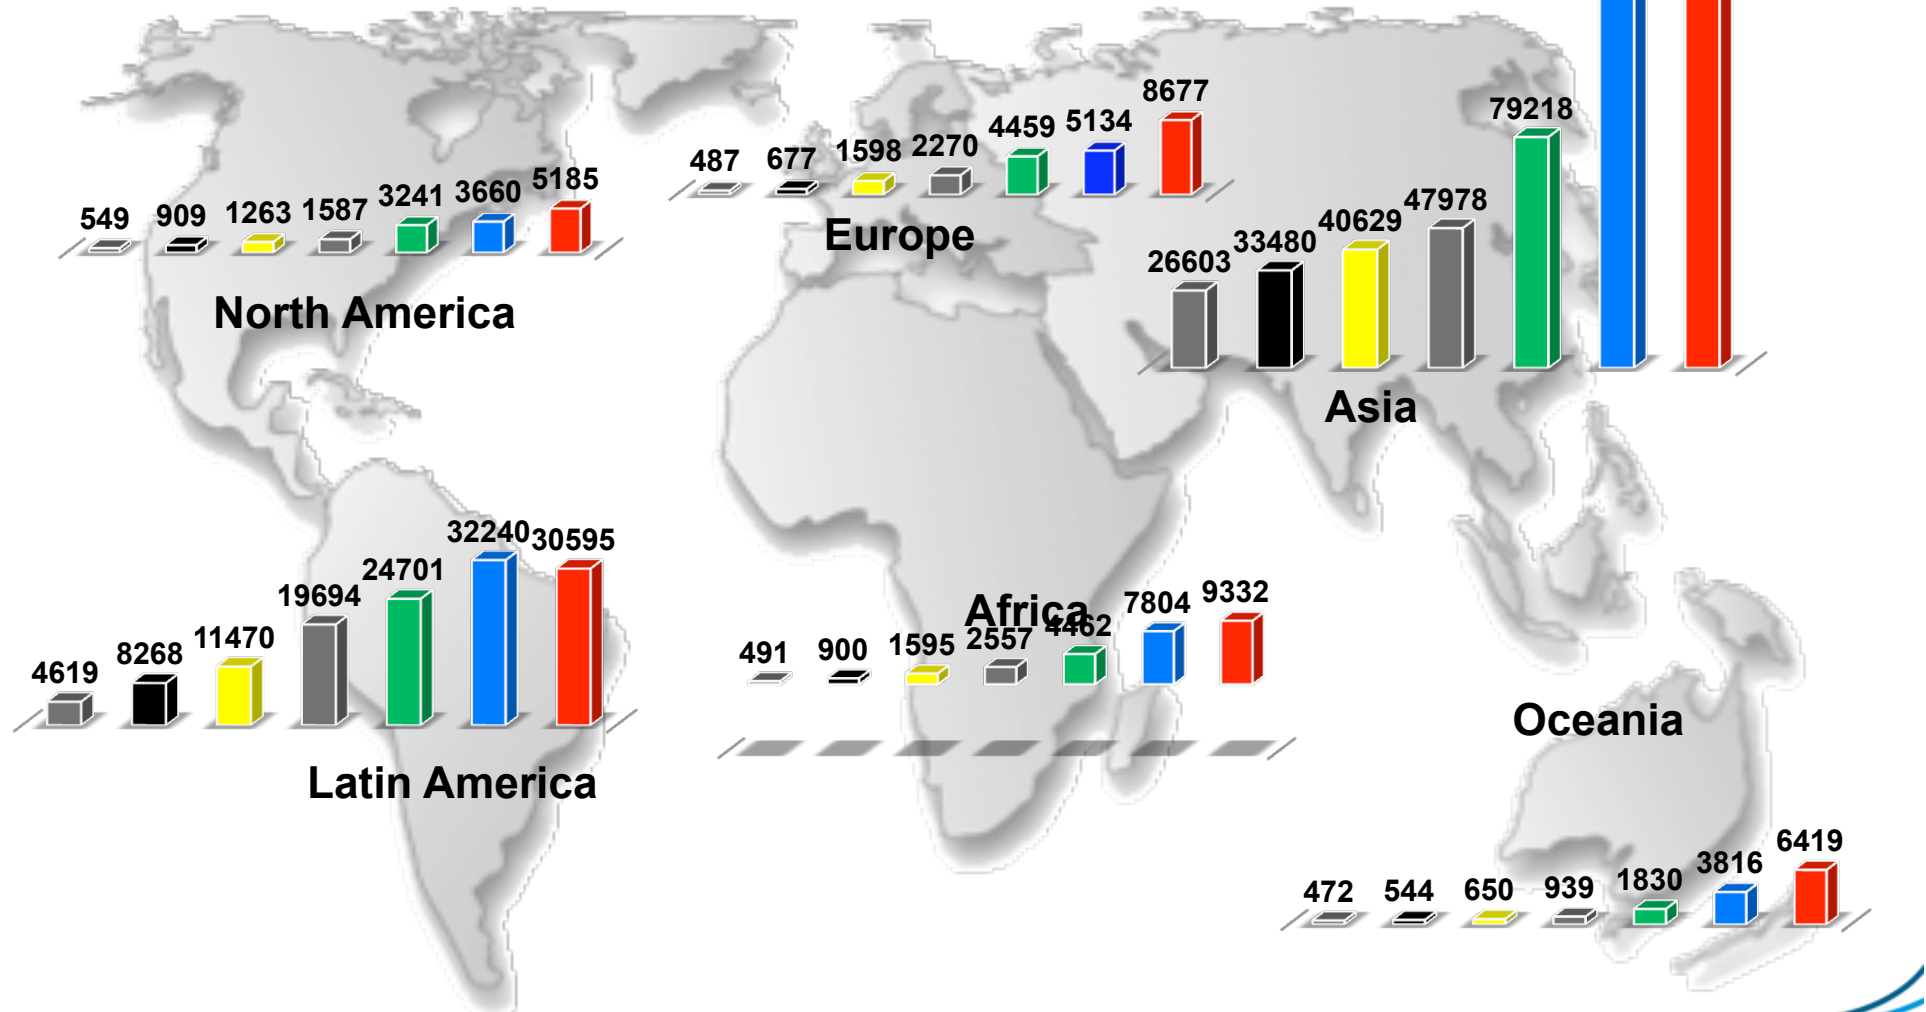 549 909 1263 1587 3241 3660 5185
North America
487 677 1598 2270 4459 5134 8677
Europe
26603 33480 40629 47978 79218
Asia
4619 8268 11470 19694 24701 32240 30595
Latin America
Africa
491 900 1595 2557 4462 7804 9332
Oceania
472 544 650 939 1830 3816 6419